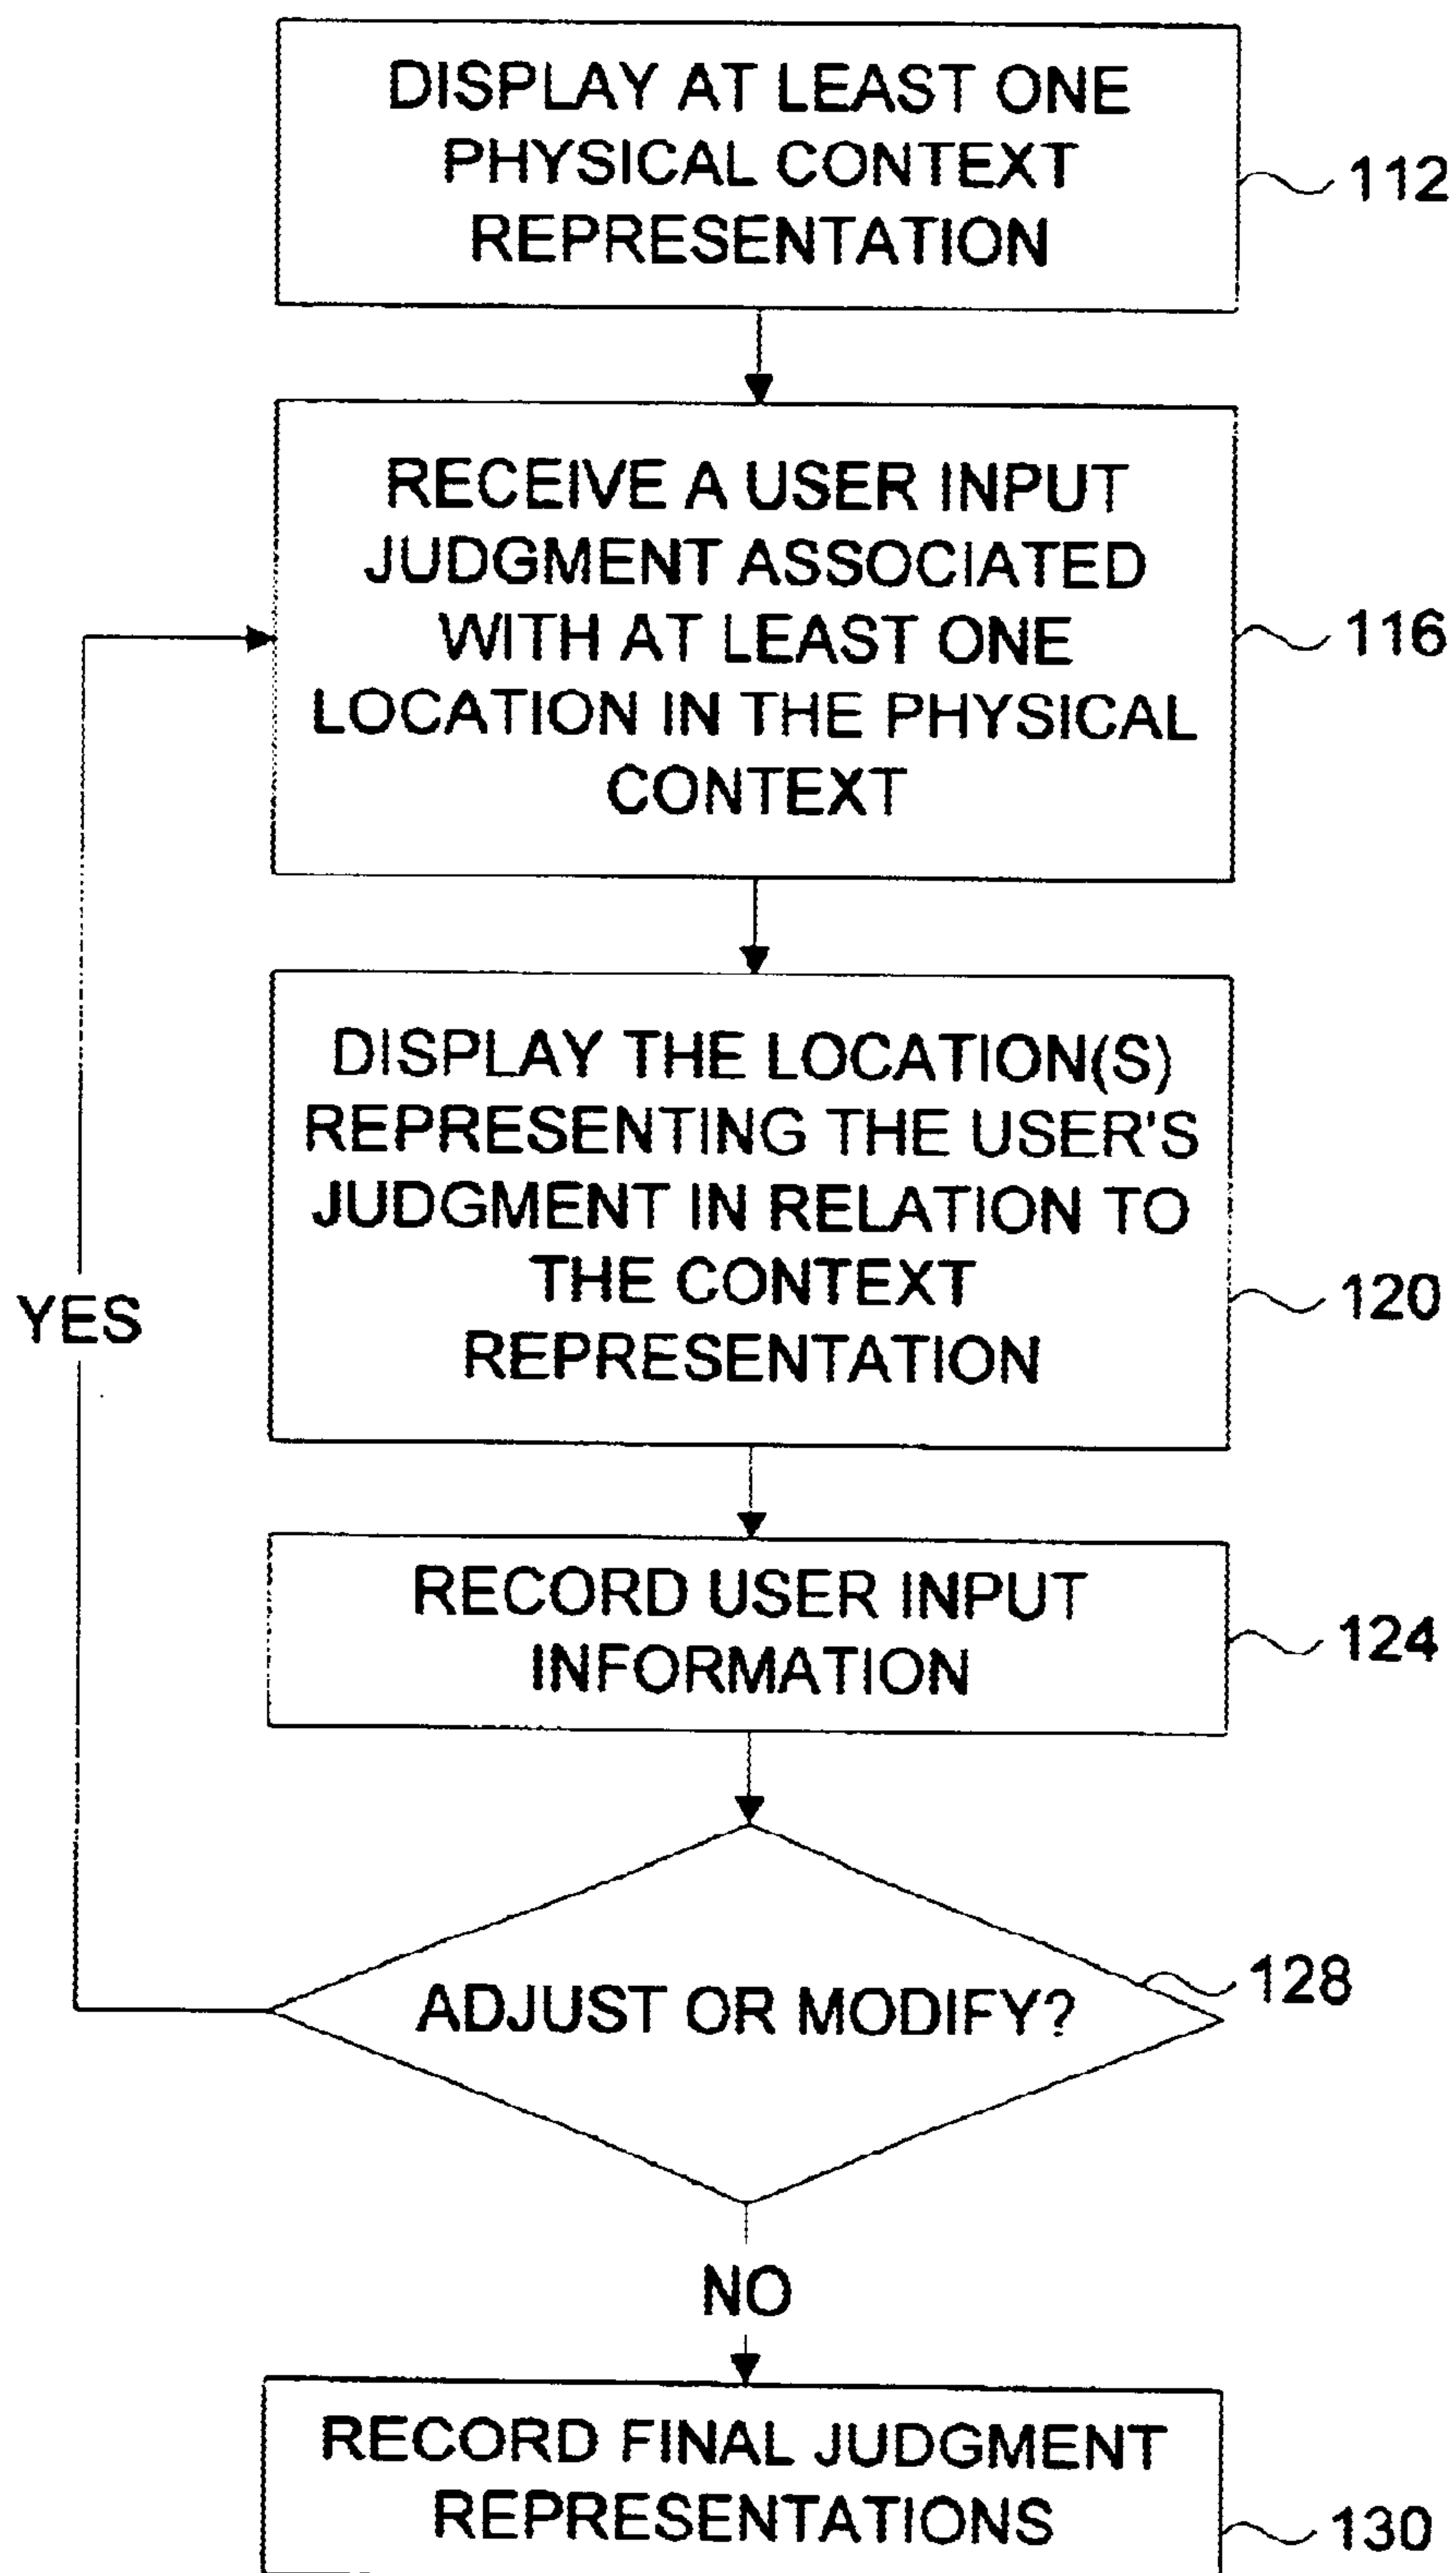 DISPLAY AT LEAST ONE
PHYSICAL CONTEXT
REPRESENTATION
112
RECEIVE A USER INPUT
JUDGMENT ASSOCIATED
WITH AT LEAST ONE
LOCATION IN THE PHYSICAL
CONTEXT
116
DISPLAY THE LOCATION(S)
REPRESENTING THE USER'S
JUDGMENT IN RELATION TO
THE CONTEXT
REPRESENTATION
120
YES
RECORD USER INPUT
INFORMATION
124
ADJUST OR MODIFY?
128
NO
RECORD FINAL JUDGMENT
REPRESENTATIONS
130